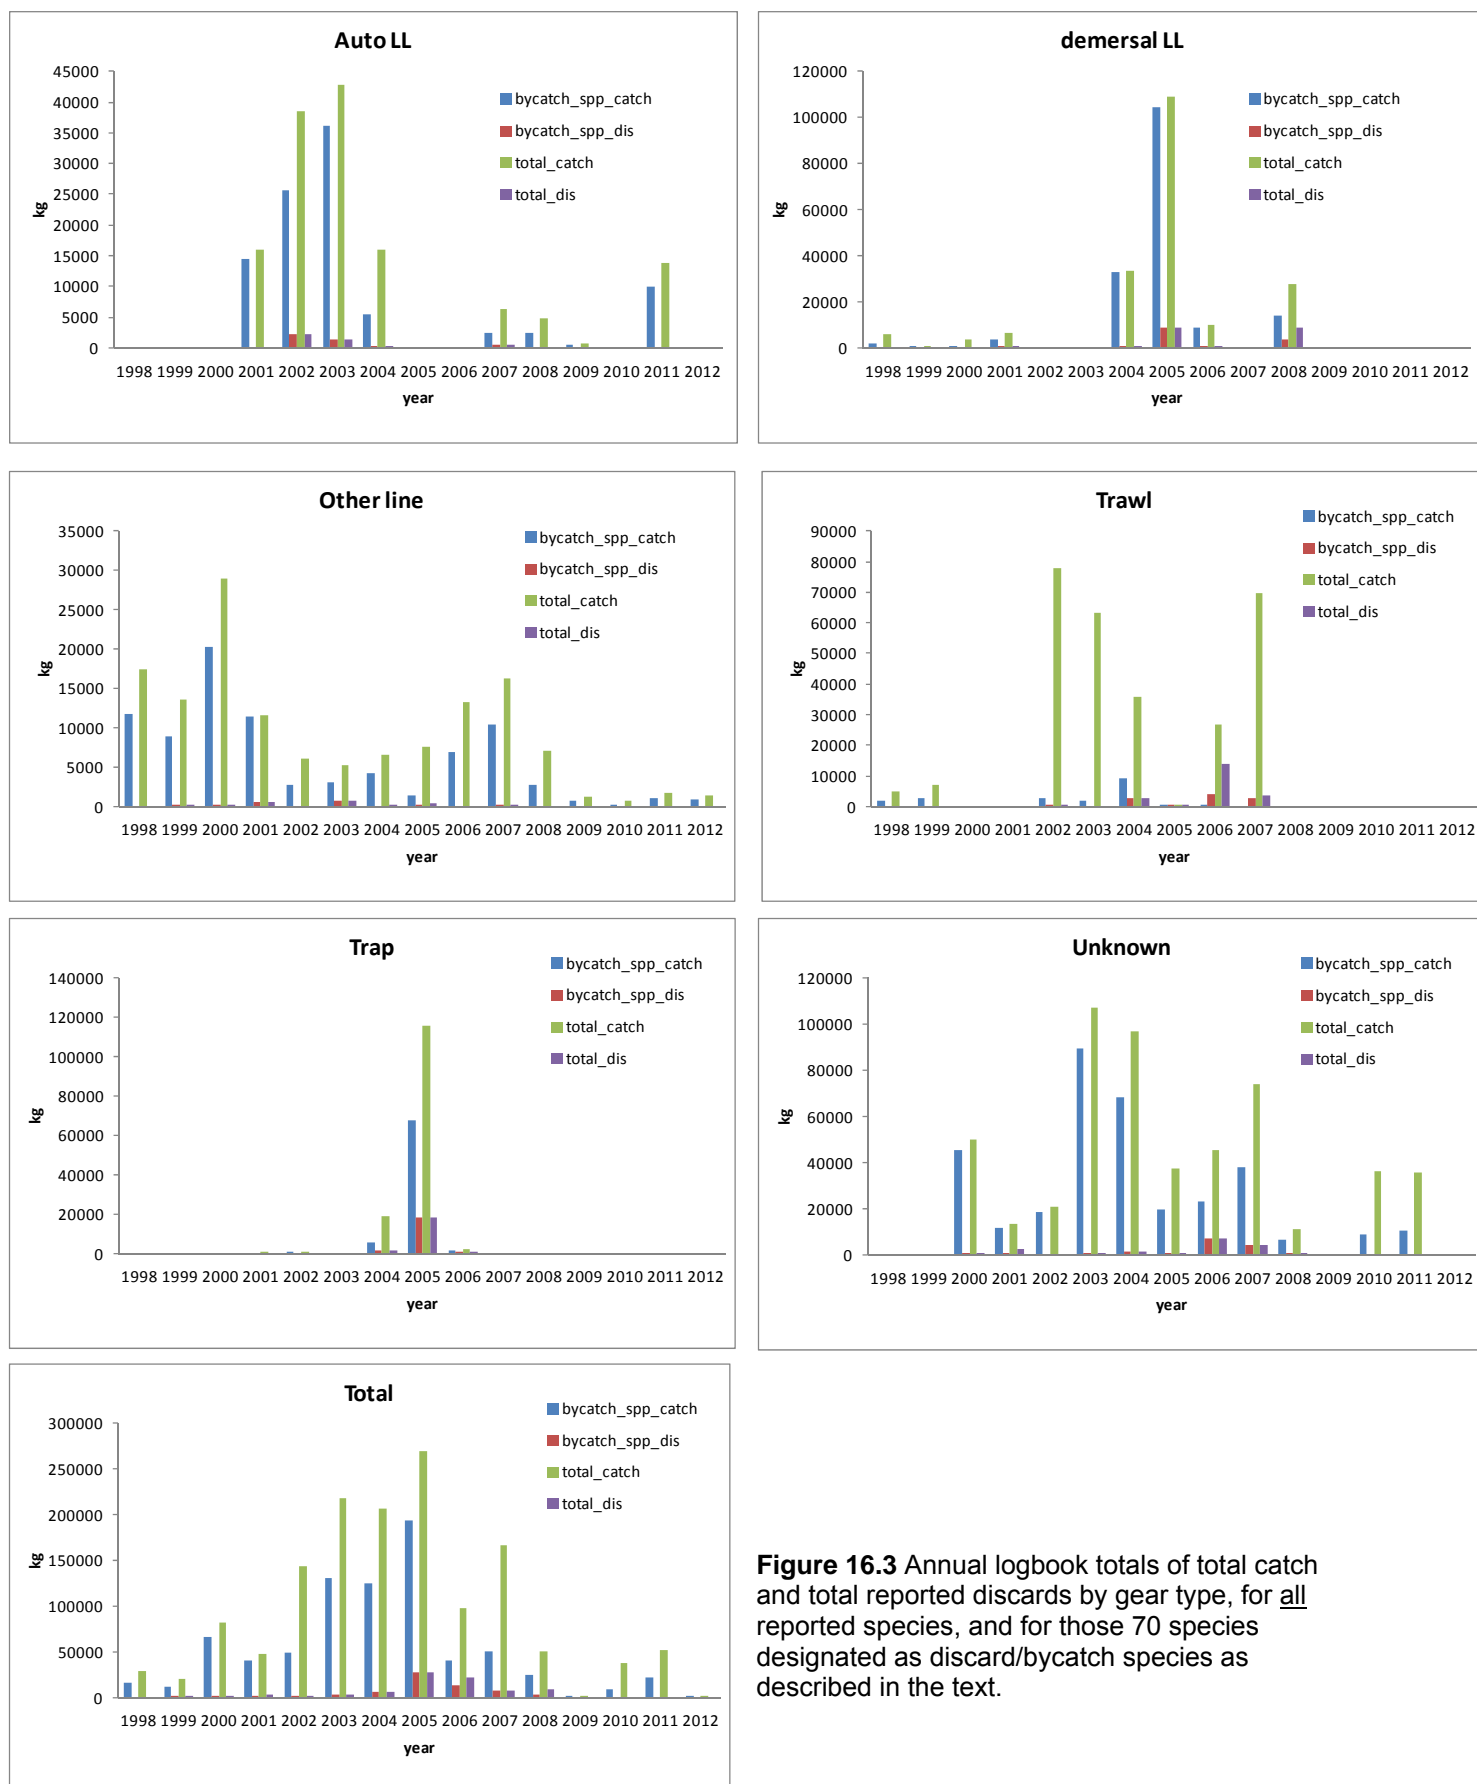 Auto LL
45000
40000
35000
30000
25000
20000
15000
10000
5000
0
kg
1998 1999 2000 2001 2002 2003 2004 2005 2006 2007 2008 2009 2010 2011 2012
year
bycatch_spp_catch
bycatch_spp_dis
total_catch
total_dis
demersal LL
120000
100000
80000
60000
40000
20000
0
kg
1998 1999 2000 2001 2002 2003 2004 2005 2006 2007 2008 2009 2010 2011 2012
year
bycatch_spp_catch
bycatch_spp_dis
total_catch
total_dis
Other line
35000
30000
25000
20000
15000
10000
5000
0
kg
1998 1999 2000 2001 2002 2003 2004 2005 2006 2007 2008 2009 2010 2011 2012
year
bycatch_spp_catch
bycatch_spp_dis
total_catch
total_dis
Trawl
90000
80000
70000
60000
50000
40000
30000
20000
10000
0
kg
1998 1999 2000 2001 2002 2003 2004 2005 2006 2007 2008 2009 2010 2011 2012
year
bycatch_spp_catch
bycatch_spp_dis
total_catch
total_dis
Trap
140000
120000
100000
80000
60000
40000
20000
0
kg
1998 1999 2000 2001 2002 2003 2004 2005 2006 2007 2008 2009 2010 2011 2012
year
bycatch_spp_catch
bycatch_spp_dis
total_catch
total_dis
Unknown
120000
100000
80000
60000
40000
20000
0
kg
1998 1999 2000 2001 2002 2003 2004 2005 2006 2007 2008 2009 2010 2011 2012
year
bycatch_spp_catch
bycatch_spp_dis
total_catch
total_dis
Total
300000
250000
200000
150000
100000
50000
0
kg
1998 1999 2000 2001 2002 2003 2004 2005 2006 2007 2008 2009 2010 2011 2012
year
bycatch_spp_catch
bycatch_spp_dis
total_catch
total_dis
Figure 16.3 Annual logbook totals of total catch
and total reported discards by gear type, for all
reported species, and for those 70 species
designated as discard/bycatch species as
described in the text.